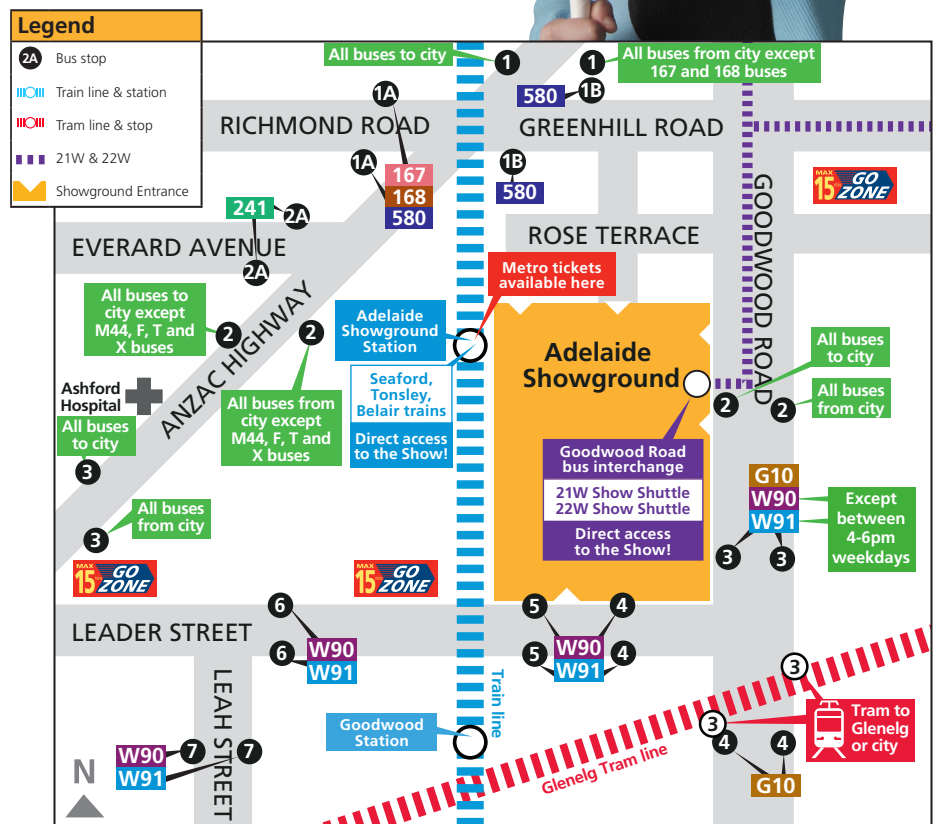 Legend
2A Bus stop
Train line & station
Tram line & stop
21W & 22W
Showground Entrance
All buses to city
1
1
All buses from city except
167 and 168 buses
1A
580
1B
RICHMOND ROAD
GREENHILL ROAD
1A
167
168
580
1B
580
MAX
15
GO
ZONE
241
2A
EVERARD AVENUE
2A
ROSE TERRACE
GOODWOOD ROAD
Metro tickets
available here
All buses to
city except
M44, F, T and
X buses
2
ANZAC HIGHWAY
2
All buses from
city except
M44, F, T and
X buses
Adelaide
Showground
Station
Seaford,
Tonsley,
Belair trains
Direct access
to the Show!
Adelaide
Showground
All buses
to city
2
2
All buses
from city
Ashford
Hospital
All buses
to city
3
All buses
from city
3
Goodwood Road
bus interchange
21W Show Shuttle
22W Show Shuttle
Direct access
to the Show!
G10
W90
W91
Except
between
4-6pm
weekdays
3
3
MAX
15
GO
ZONE
MAX
15
GO
ZONE
6
5
4
LEADER STREET
6
W90
W91
5
W90
W91
4
LEAH STREET
Train line
Goodwood
Station
3
3
Tram to
Glenelg
or city
Glenelg Tram line
W90
W91
7
7
4
4
G10
N